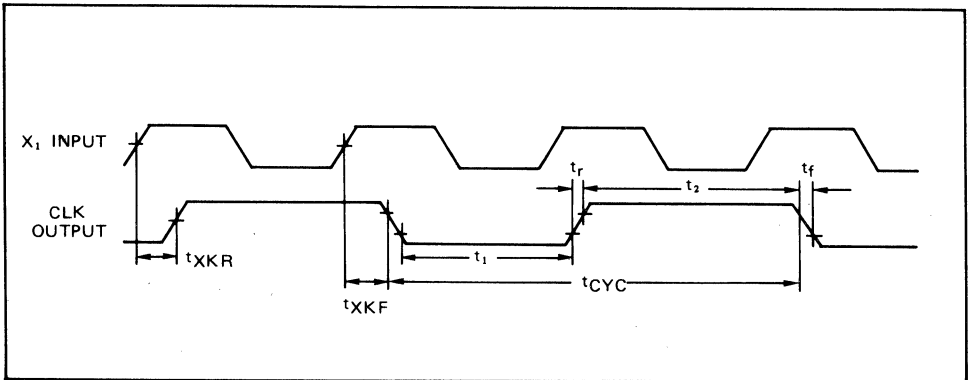 X₁ INPUT
CLK
OUTPUT
tr
t₂
tf
tXKR
t₁
tXKF
tCYC